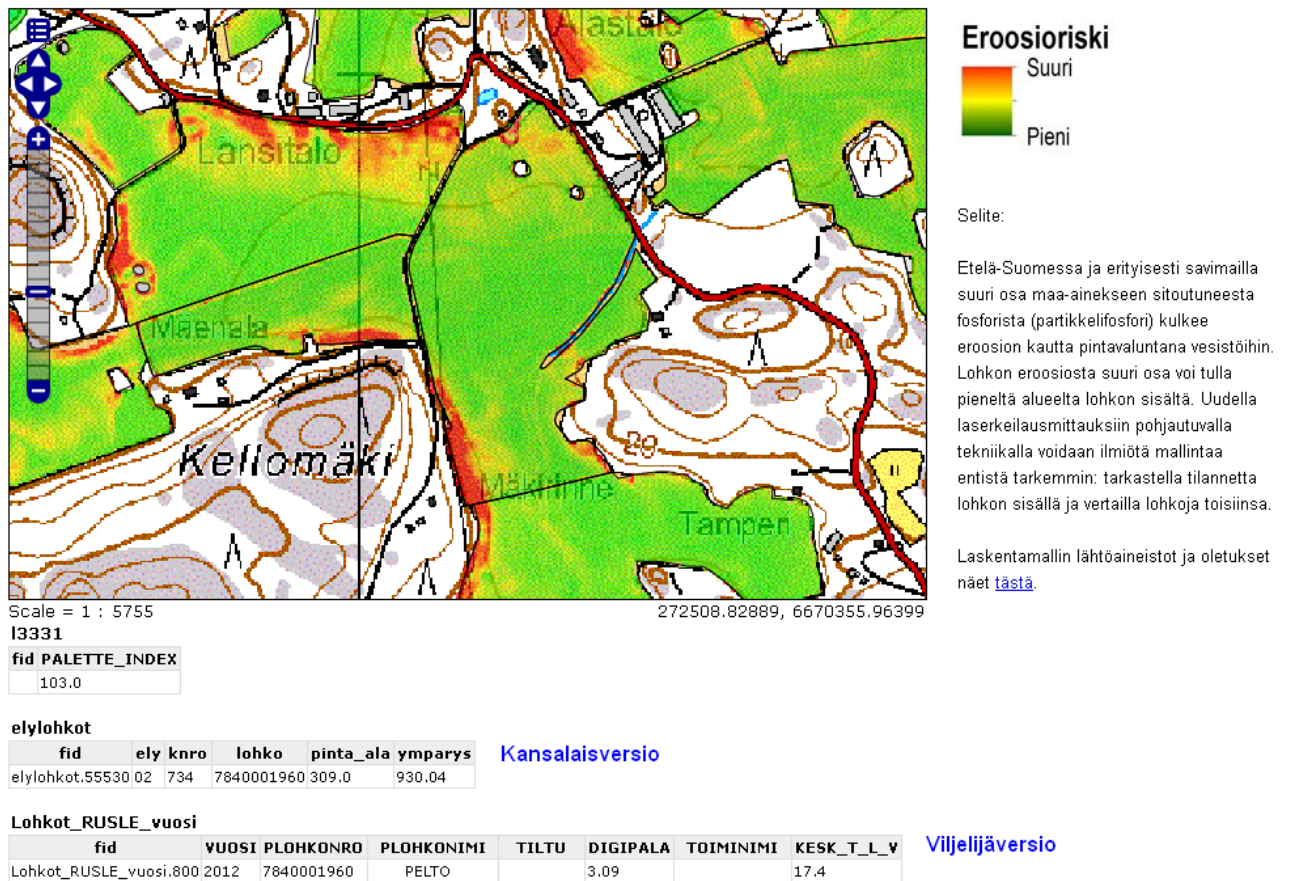 Alastalo
Länsitalo
Mäenala
Kellomäki
Mäkirinne
Tamperi
20
Eroosioriski
Suuri
Pieni
Selite:
Etelä-Suomessa ja erityisesti savimailla
suuri osa maa-ainekseen sitoutuneesta
fosforista (partikkelifosfori) kulkee
eroosion kautta pintavaluntana vesistöihin.
Lohkon eroosiosta suuri osa voi tulla
pieneltä alueelta lohkon sisältä. Uudella
laserkeilausmittauksiin pohjautuvalla
tekniikalla voidaan ilmiötä mallintaa
entistä tarkemmin: tarkastella tilannetta
lohkon sisällä ja vertailla lohkoja toisiinsa.
Laskentamallin lähtöaineistot ja oletukset
näet tästä.
Scale = 1 : 5755
272508.82889, 6670355.96399
l3331
fid PALETTE_INDEX
103.0
elylohkot
fid ely knro lohko pinta_ala ymparys
elylohkot.55530 02 734 7840001960 309.0 930.04
Kansalaisversio
Lohkot_RUSLE_vuosi
fid VUOSI PLOHKONRO PLOHKONIMI TILTU DIGIPALA TOIMINIMI KESK_T_L_V
Lohkot_RUSLE_vuosi.800 2012 7840001960 PELTO 3.09 17.4
Viljelijäversio